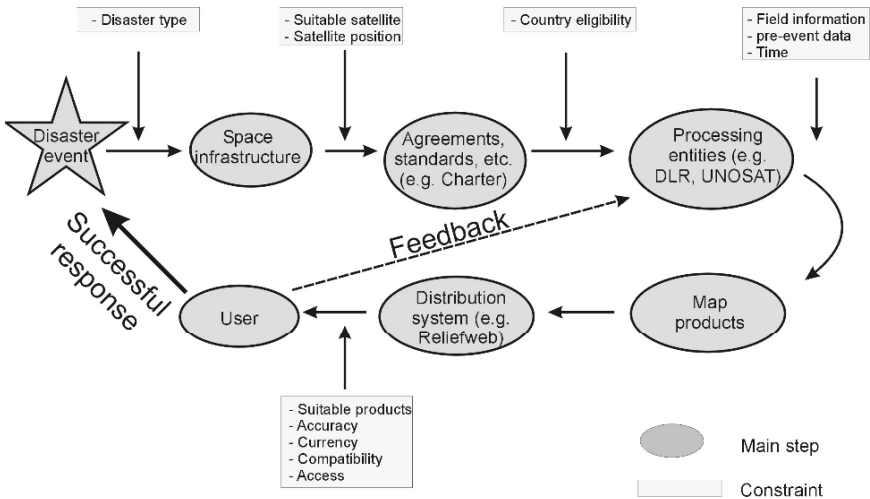 - Disaster type
- Suitable satellite
- Satellite position
- Country eligibility
- Field information
- pre-event data
- Time
Disaster
event
Space
infrastructure
Agreements,
standards, etc.
(e.g. Charter)
Processing
entities (e.g.
DLR, UNOSAT)
Successful
response
Feedback
User
Distribution
system (e.g.
Reliefweb)
Map
products
- Suitable products
- Accuracy
- Currency
- Compatibility
- Access
Main step
Constraint